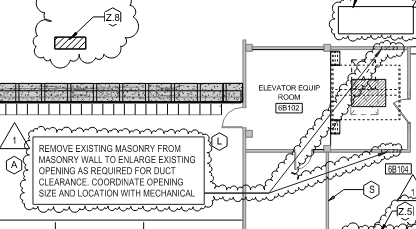 Z.8
ELEVATOR EQUIP
ROOM
6B102
1
A
L
REMOVE EXISTING MASONRY FROM
MASONRY WALL TO ENLARGE EXISTING
OPENING AS REQUIRED FOR DUCT
CLEARANCE. COORDINATE OPENING
SIZE AND LOCATION WITH MECHANICAL
6B104
S
1
Z.5